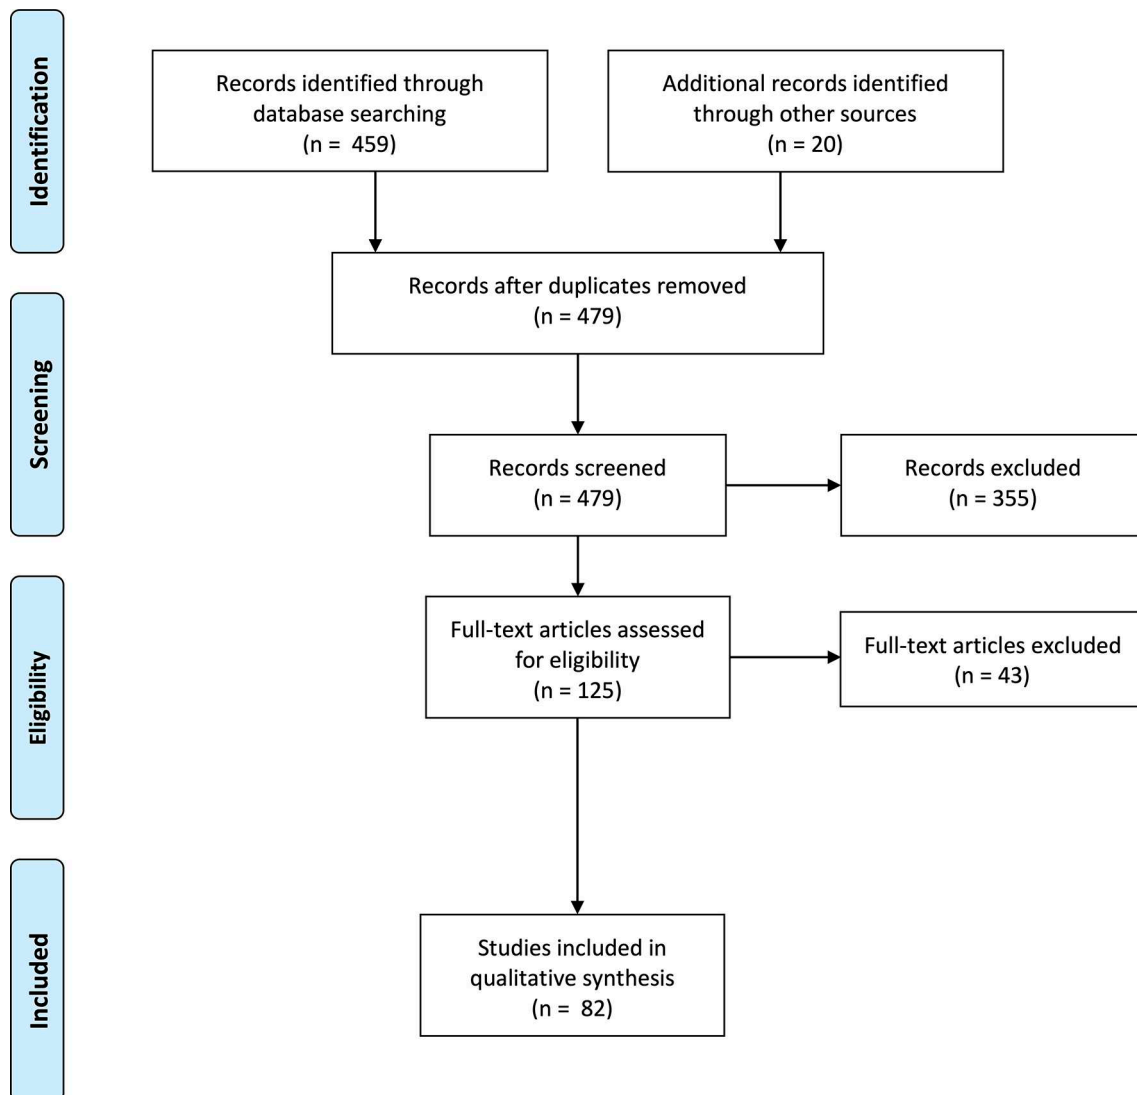 Identification
Records identified through
database searching
(n =  459)
Additional records identified
through other sources
(n = 20)
Records after duplicates removed
(n = 479)
Screening
Records screened
(n = 479)
Records excluded
(n = 355)
Eligibility
Full-text articles assessed
for eligibility
(n = 125)
Full-text articles excluded
(n = 43)
Included
Studies included in
qualitative synthesis
(n =  82)